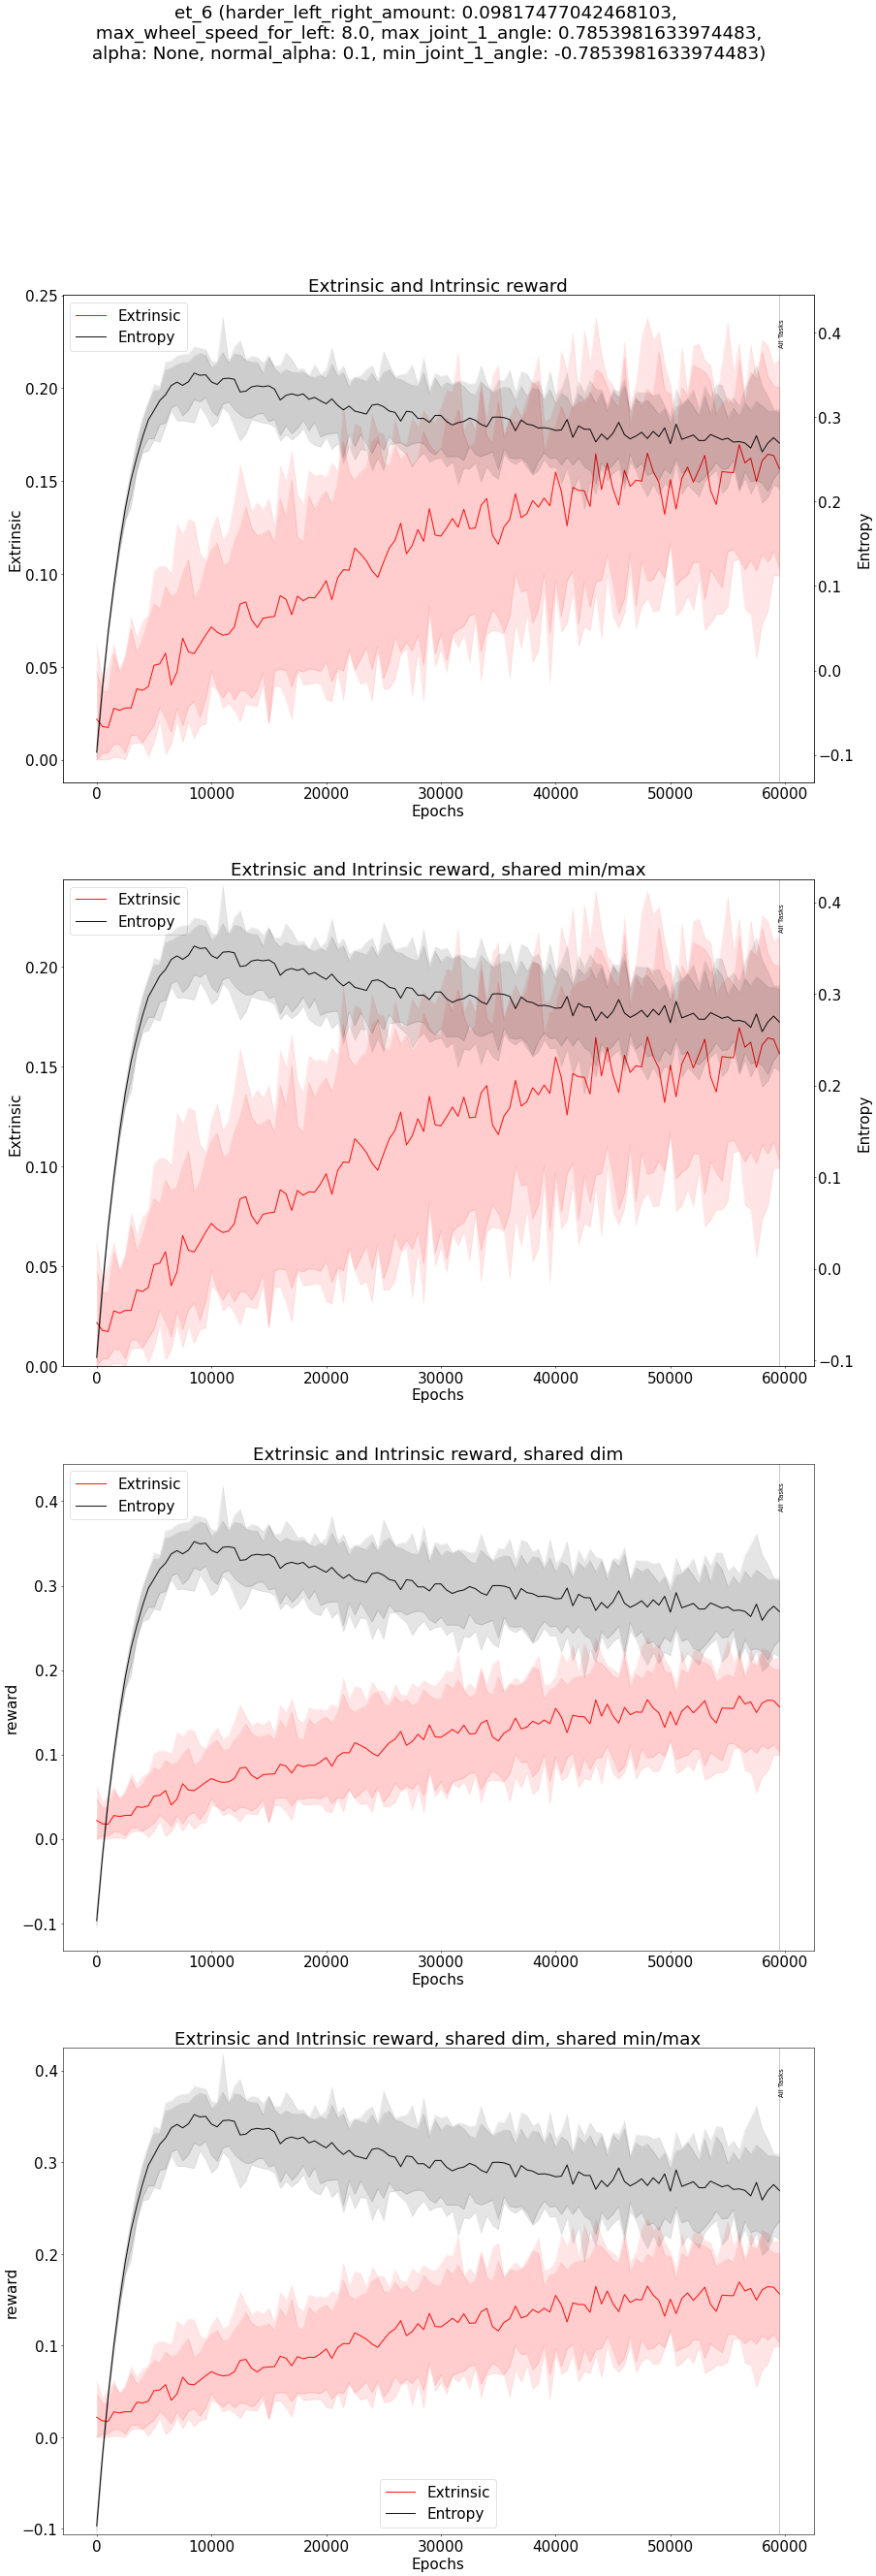 et_6 (harder_left_right_amount: 0.09817477042468103,
max_wheel_speed_for_left: 8.0, max_joint_1_angle: 0.7853981633974483,
alpha: None, normal_alpha: 0.1, min_joint_1_angle: -0.7853981633974483)
Extrinsic and Intrinsic reward
Extrinsic
Entropy
All Tasks
0.25
0.20
0.15
0.10
0.05
0.00
Extrinsic
0.4
0.3
0.2
0.1
0.0
−0.1
Entropy
0 10000 20000 30000 40000 50000 60000
Epochs
Extrinsic and Intrinsic reward, shared min/max
Extrinsic
Entropy
All Tasks
0.20
0.15
0.10
0.05
0.00
Extrinsic
0.4
0.3
0.2
0.1
0.0
−0.1
Entropy
0 10000 20000 30000 40000 50000 60000
Epochs
Extrinsic and Intrinsic reward, shared dim
Extrinsic
Entropy
All Tasks
0.4
0.3
0.2
0.1
0.0
−0.1
reward
0 10000 20000 30000 40000 50000 60000
Epochs
Extrinsic and Intrinsic reward, shared dim, shared min/max
All Tasks
0.4
0.3
0.2
0.1
0.0
−0.1
reward
Extrinsic
Entropy
0 10000 20000 30000 40000 50000 60000
Epochs